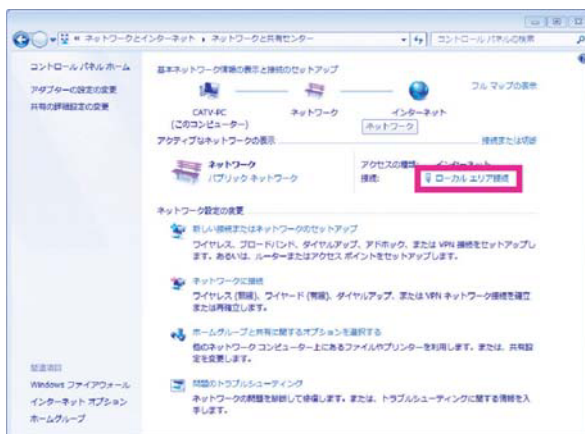 « ネットワークとインターネット ▸ ネットワークと共有センター
コントロール パネルの検索
コントロール パネル ホーム
アダプターの設定の変更
共有の詳細設定の変更
基本ネットワーク情報の表示と接続のセットアップ
フル マップの表示
CATV-PC
(このコンピューター)
ネットワーク
インターネット
ネットワーク
アクティブなネットワークの表示
接続または切断
ネットワーク
パブリック ネットワーク
アクセスの種類: インターネット
接続: ローカル エリア接続
ネットワーク設定の変更
新しい接続またはネットワークのセットアップ
ワイヤレス、ブロードバンド、ダイヤルアップ、アドホック、または VPN 接続をセットアップし
ます。あるいは、ルーターまたはアクセス ポイントをセットアップします。
ネットワークに接続
ワイヤレス (無線)、ワイヤード (有線)、ダイヤルアップ、または VPN ネットワーク接続を確立
または再確立します。
ホームグループと共有に関するオプションを選択する
他のネットワーク コンピューター上にあるファイルやプリンターを利用します。または、共有設
定を変更します。
問題のトラブルシューティング
ネットワークの問題を診断して修復します。または、トラブルシューティングに関する情報を入
手します。
関連項目
Windows ファイアウォール
インターネット オプション
ホームグループ